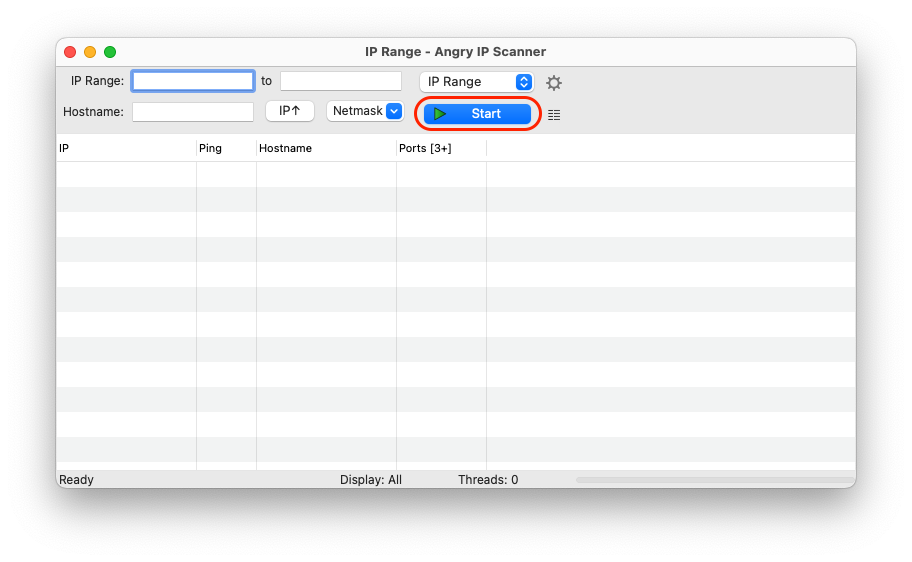 IP Range - Angry IP Scanner
IP Range: to IP Range
Hostname: IP↑ Netmask Start
IP Ping Hostname Ports [3+]
Ready Display: All Threads: 0